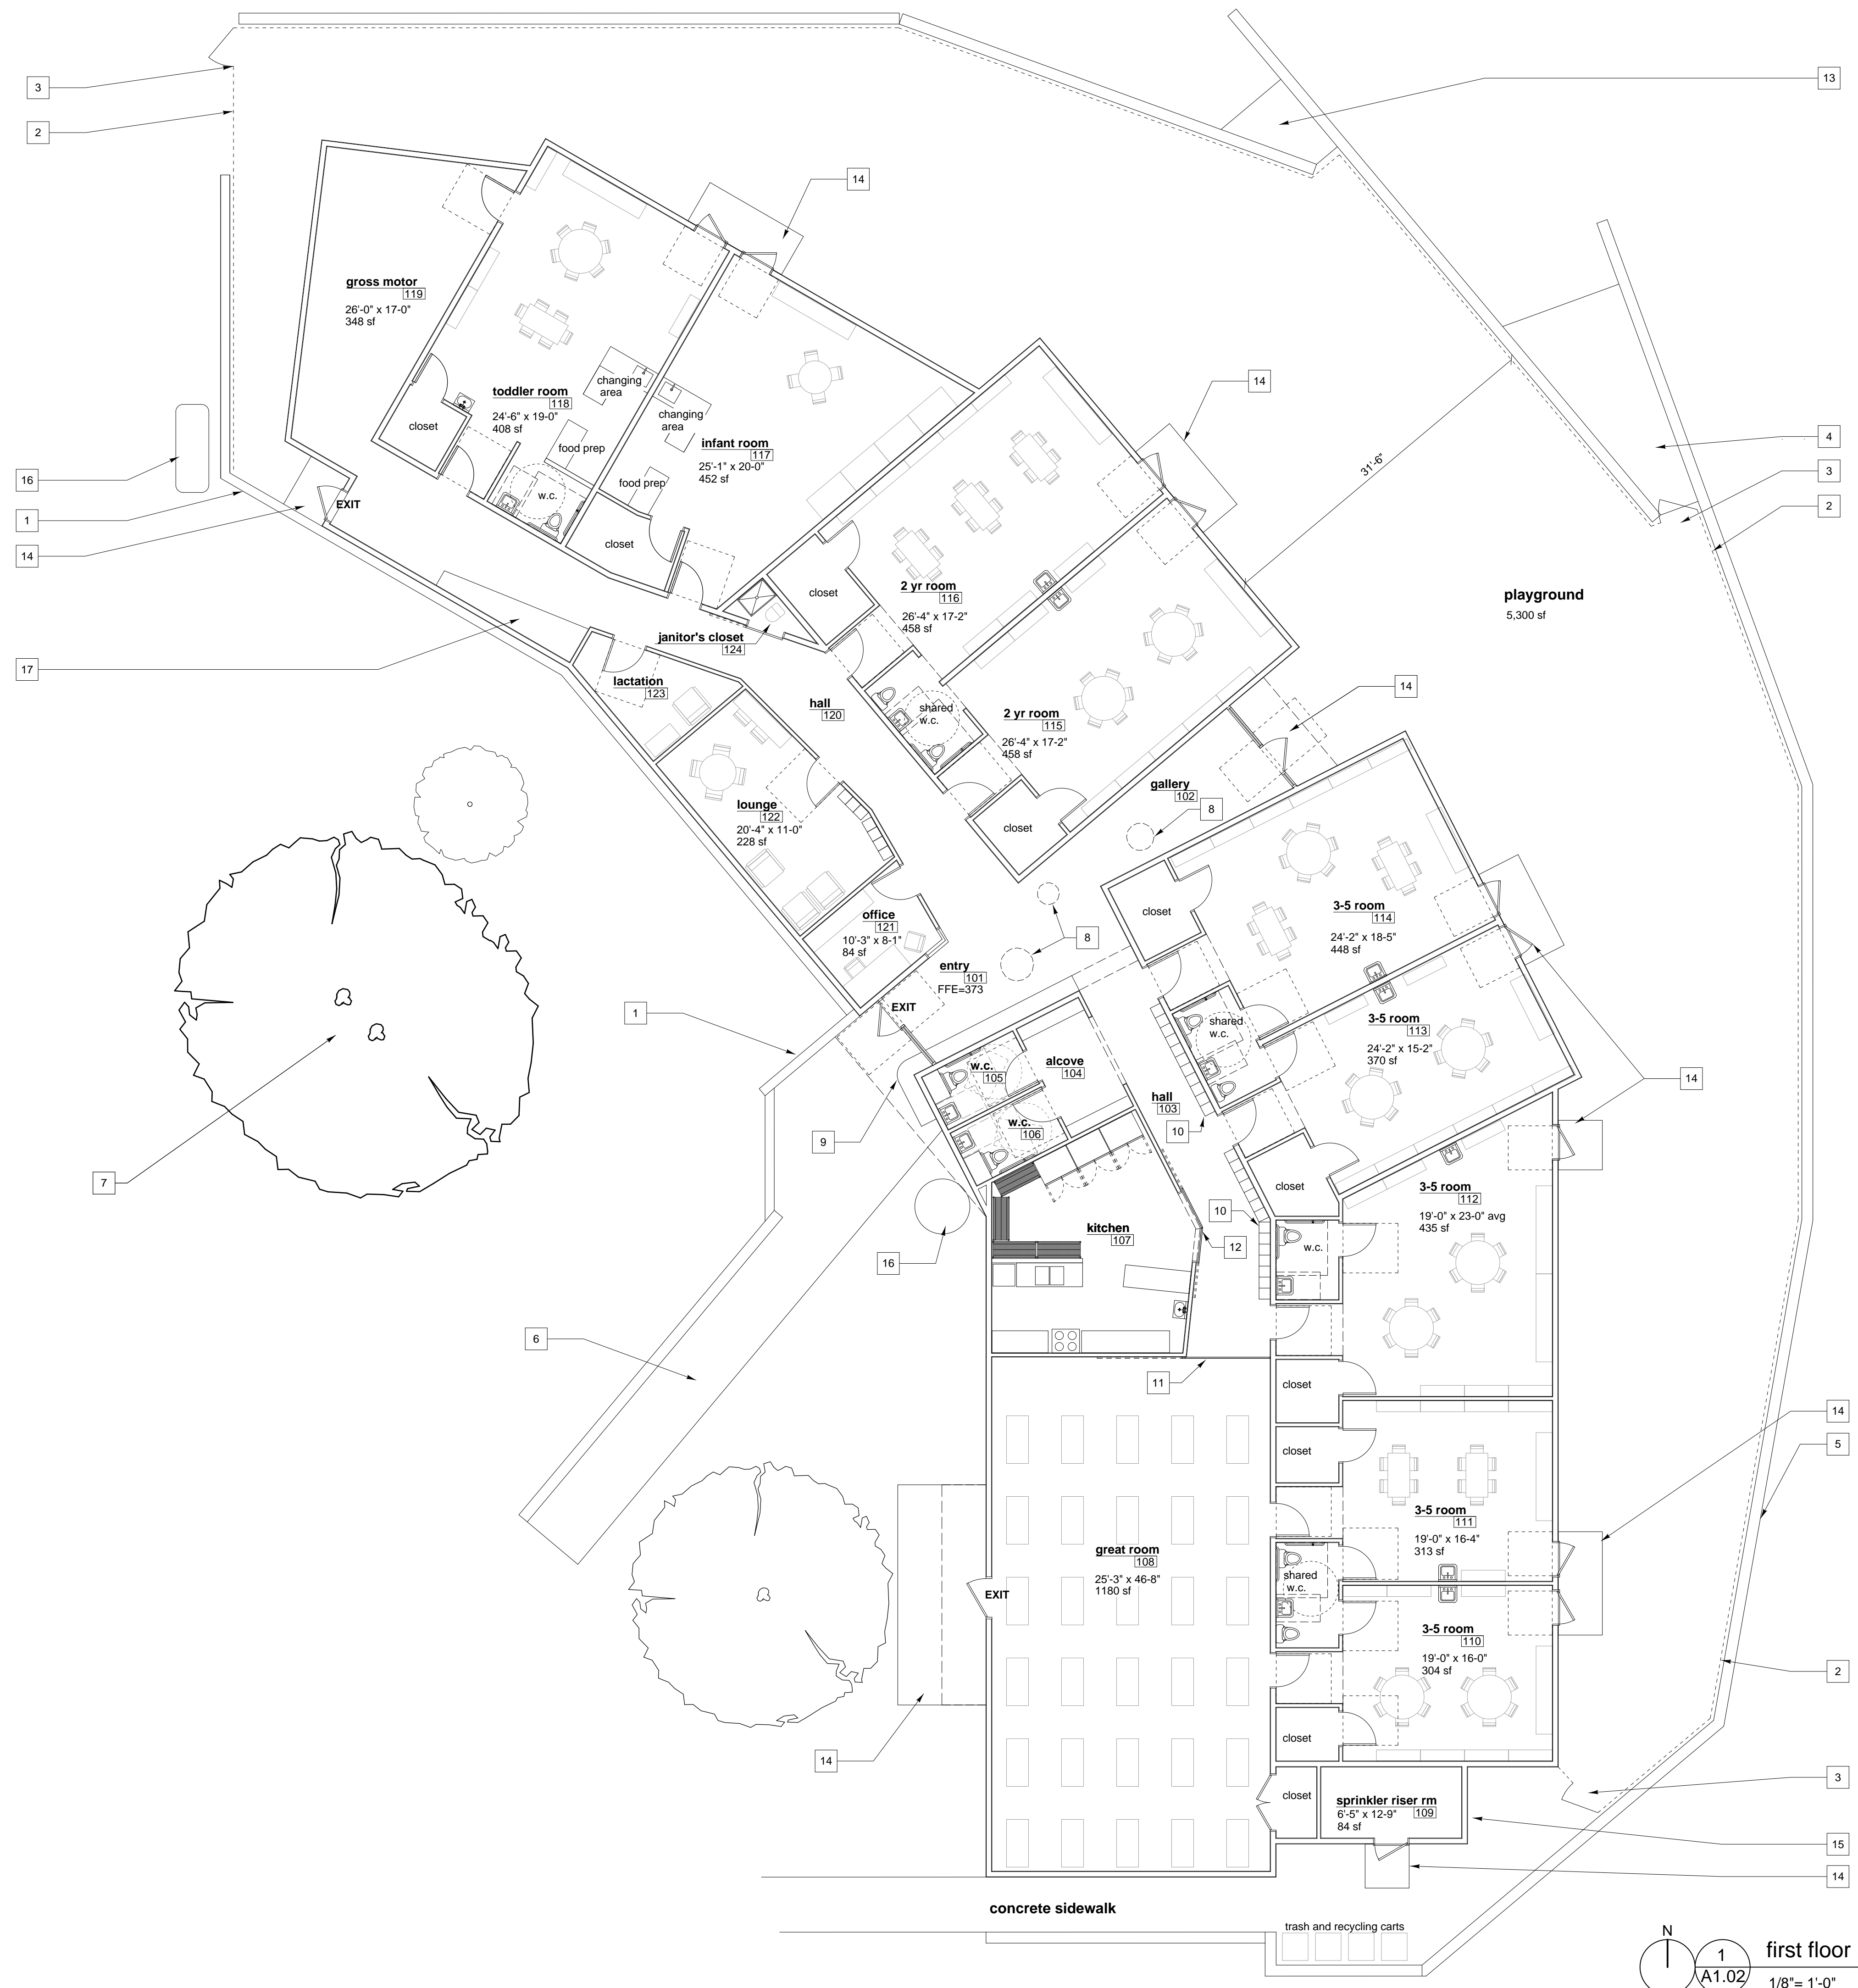 3
13
2
14
gross motor
119
26'-0" x 17-0"
348 sf
changing
area
toddler room
118
24'-6" x 19-0"
408 sf
closet
food prep
w.c.
changing
area
infant room
117
25'-1" x 20-0"
452 sf
food prep
closet
14
31'-6"
4
3
2
16
1
14
EXIT
closet
2 yr room
116
26'-4" x 17-2"
458 sf
playground
5,300 sf
janitor's closet
124
17
lactation
123
hall
120
shared
w.c.
2 yr room
115
26'-4" x 17-2"
458 sf
14
gallery
102
8
lounge
122
20'-4" x 11-0"
228 sf
closet
office
121
10'-3" x 8-1"
84 sf
8
closet
3-5 room
114
24'-2" x 18-5"
448 sf
entry
101
FFE=373
EXIT
1
shared
w.c.
3-5 room
113
24'-2" x 15-2"
370 sf
14
w.c.
105
alcove
104
hall
103
w.c.
106
10
9
7
closet
3-5 room
112
19'-0" x 23-0" avg
435 sf
10
kitchen
107
12
w.c.
16
6
11
closet
14
5
closet
3-5 room
111
19'-0" x 16-4"
313 sf
great room
108
25'-3" x 46-8"
1180 sf
shared
w.c.
EXIT
3-5 room
110
19'-0" x 16-0"
304 sf
2
closet
14
3
closet
sprinkler riser rm
6'-5" x 12-9"
109
84 sf
15
14
concrete sidewalk
trash and recycling carts
N
1
A1.02
first floor
1/8"= 1'-0"